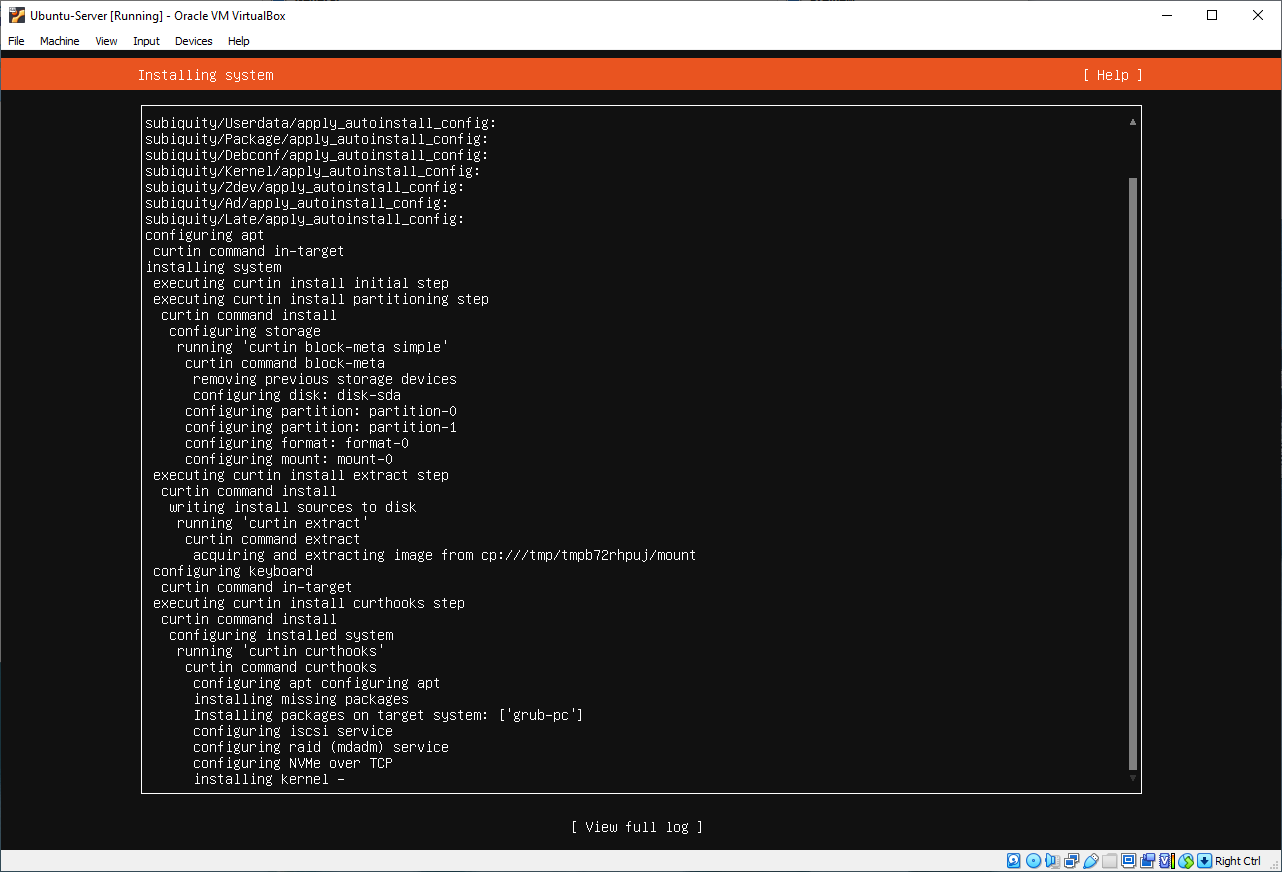 Ubuntu-Server [Running] - Oracle VM VirtualBox
File Machine View Input Devices Help
Installing system [ Help ]
subiquity/Userdata/apply_autoinstall_config:
subiquity/Package/apply_autoinstall_config:
subiquity/Debconf/apply_autoinstall_config:
subiquity/Kernel/apply_autoinstall_config:
subiquity/Zdev/apply_autoinstall_config:
subiquity/Ad/apply_autoinstall_config:
subiquity/Late/apply_autoinstall_config:
configuring apt
curtin command in-target
installing system
executing curtin install initial step
executing curtin install partitioning step
curtin command install
configuring storage
running 'curtin block-meta simple'
curtin command block-meta
removing previous storage devices
configuring disk: disk-sda
configuring partition: partition-0
configuring partition: partition-1
configuring format: format-0
configuring mount: mount-0
executing curtin install extract step
curtin command install
writing install sources to disk
running 'curtin extract'
curtin command extract
acquiring and extracting image from cp:///tmp/tmpb72rhpuj/mount
configuring keyboard
curtin command in-target
executing curtin install curthooks step
curtin command install
configuring installed system
running 'curtin curthooks'
curtin command curthooks
configuring apt configuring apt
installing missing packages
Installing packages on target system: ['grub-pc']
configuring iscsi service
configuring raid (mdadm) service
configuring NVMe over TCP
installing kernel -
[ View full log ]
Right Ctrl